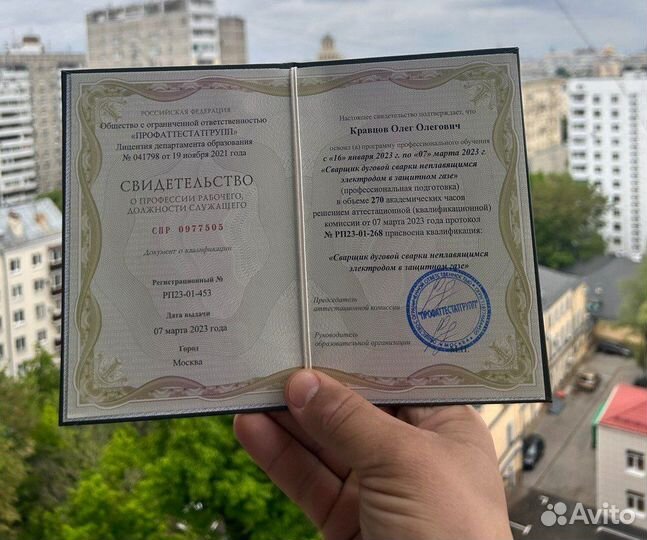 РОССИЙСКАЯ ФЕДЕРАЦИЯ
Общество с ограниченной ответственностью
«ПРОФАТТЕСТАТГРУПП»
Лицензия департамента образования
№ 041798 от 19 ноября 2021 года
СВИДЕТЕЛЬСТВО
О ПРОФЕССИИ РАБОЧЕГО,
ДОЛЖНОСТИ СЛУЖАЩЕГО
СПР 0977505
Документ о квалификации
Регистрационный №
РП23-01-453
Дата выдачи
07 марта 2023 года
Город
Москва
Настоящее свидетельство подтверждает, что
Кравцов Олег Олегович
освоил (а) программу профессионального обучения
с «16» января 2023 г. по «07» марта 2023 г.
«Сварщик дуговой сварки неплавящимся
электродом в защитном газе»
(профессиональная подготовка)
в объеме 270 академических часов
решением аттестационной (квалификационной)
комиссии от 07 марта 2023 года протокол
№ РП23-01-268 присвоена квалификация:
«Сварщик дуговой сварки неплавящимся
электродом в защитном газе»
Председатель
аттестационной комиссии
Руководитель
образовательной организации
"ПРОФАТТЕСТАТГРУПП"
М.П.
Avito